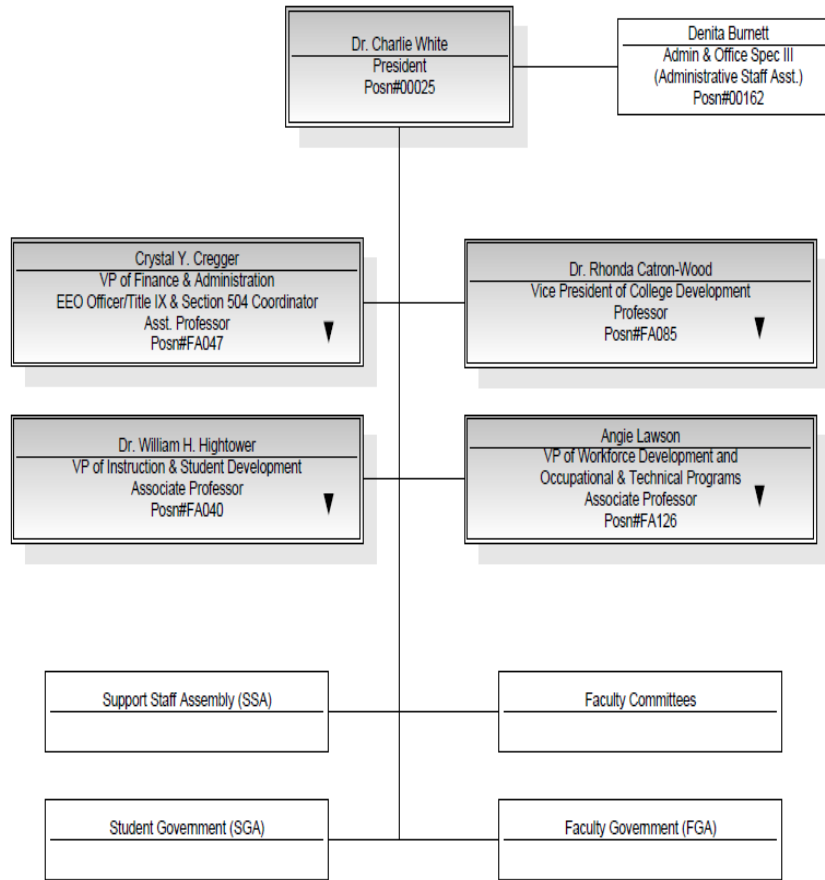 Dr. Charlie White
President
Posn#00025
Denita Burnett
Admin & Office Spec III
(Administrative Staff Asst.)
Posn#00162
Crystal Y. Cregger
VP of Finance & Administration
EEO Officer/Title IX & Section 504 Coordinator
Asst. Professor
Posn#FA047
Dr. Rhonda Catron-Wood
Vice President of College Development
Professor
Posn#FA085
Dr. William H. Hightower
VP of Instruction & Student Development
Associate Professor
Posn#FA040
Angie Lawson
VP of Workforce Development and
Occupational & Technical Programs
Associate Professor
Posn#FA126
Support Staff Assembly (SSA)
Faculty Committees
Student Government (SGA)
Faculty Government (FGA)